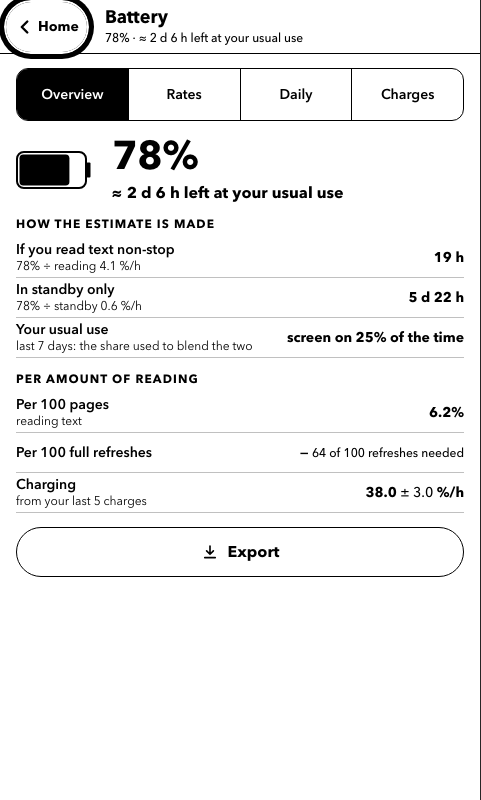 Home
Battery
78% · ≈ 2 d 6 h left at your usual use
Overview
Rates
Daily
Charges
78%
≈ 2 d 6 h left at your usual use
HOW THE ESTIMATE IS MADE
If you read text non-stop
78% ÷ reading 4.1 %/h
19 h
In standby only
78% ÷ standby 0.6 %/h
5 d 22 h
Your usual use
last 7 days: the share used to blend the two
screen on 25% of the time
PER AMOUNT OF READING
Per 100 pages
reading text
6.2%
Per 100 full refreshes
– 64 of 100 refreshes needed
Charging
from your last 5 charges
38.0 ± 3.0 %/h
Export